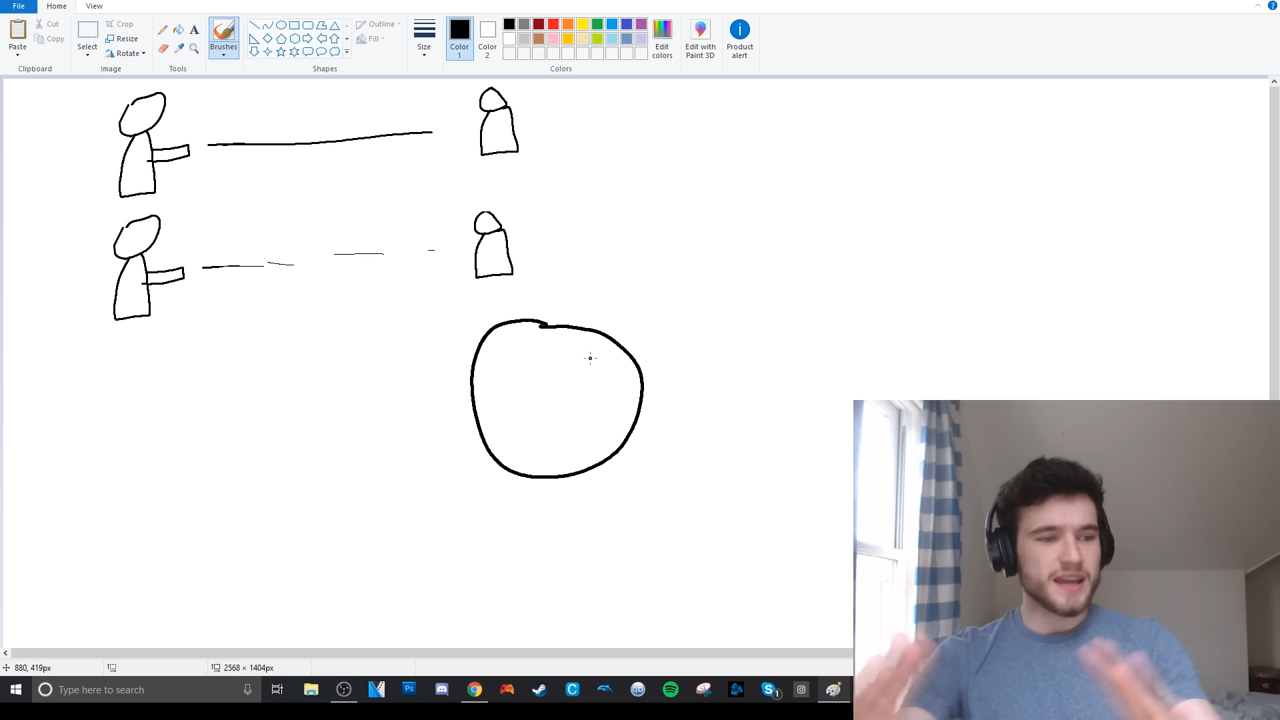 File
Home
View
Paste
Cut
Copy
Clipboard
Select
Crop
Resize
Rotate
Image
A
Tools
Brushes
Shapes
Outline
Fill
Size
Color
1
Color
2
Colors
Edit
colors
Edit with
Paint 3D
Product
alert
880, 419px
2568 × 1404px
Type here to search